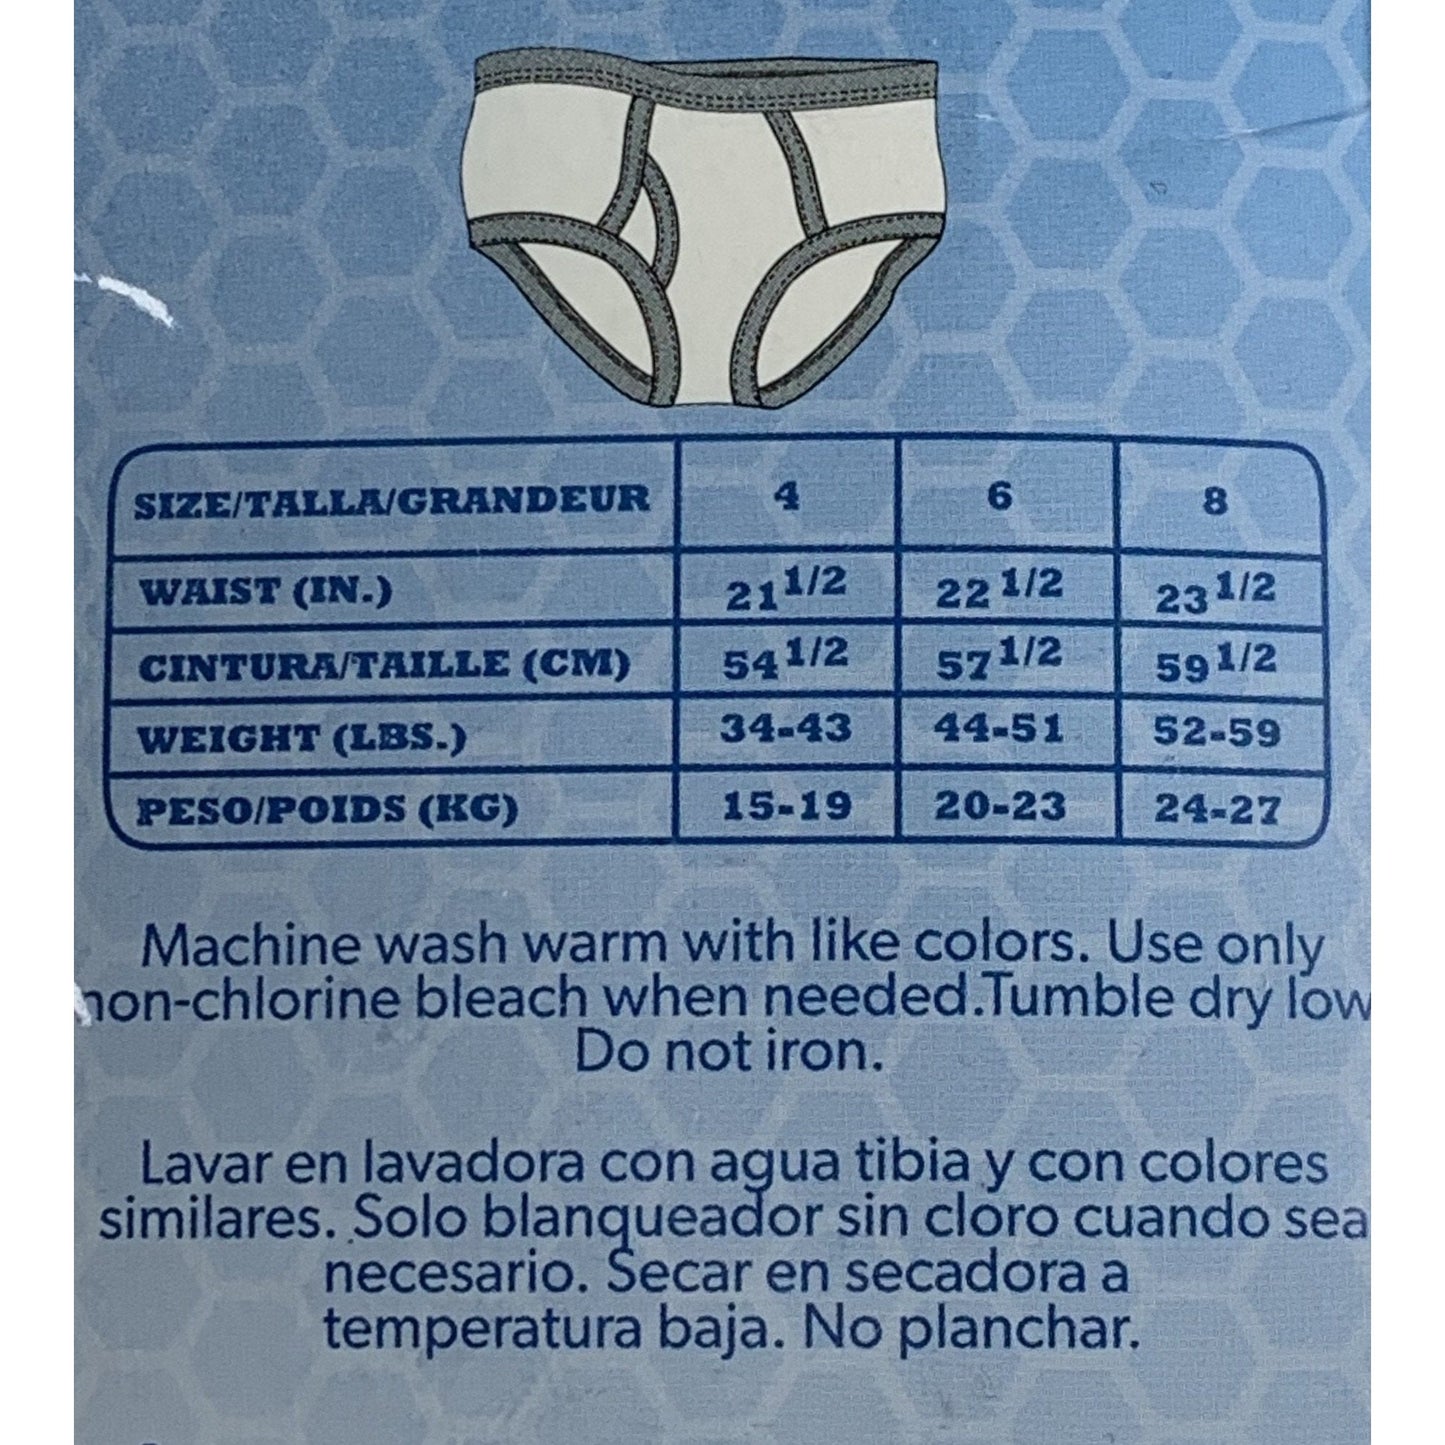 SIZE/TALLA/GRANDEUR 4 6 8
WAIST (IN.) 21 1/2 22 1/2 23 1/2
CINTURA/TAILLE (CM) 54 1/2 57 1/2 59 1/2
WEIGHT (LBS.) 34-43 44-51 52-59
PESO/POIDS (KG) 15-19 20-23 24-27
Machine wash warm with like colors. Use only
non-chlorine bleach when needed.Tumble dry low
Do not iron.
Lavar en lavadora con agua tibia y con colores
similares. Solo blanqueador sin cloro cuando sea
necesario. Secar en secadora a
temperatura baja. No planchar.